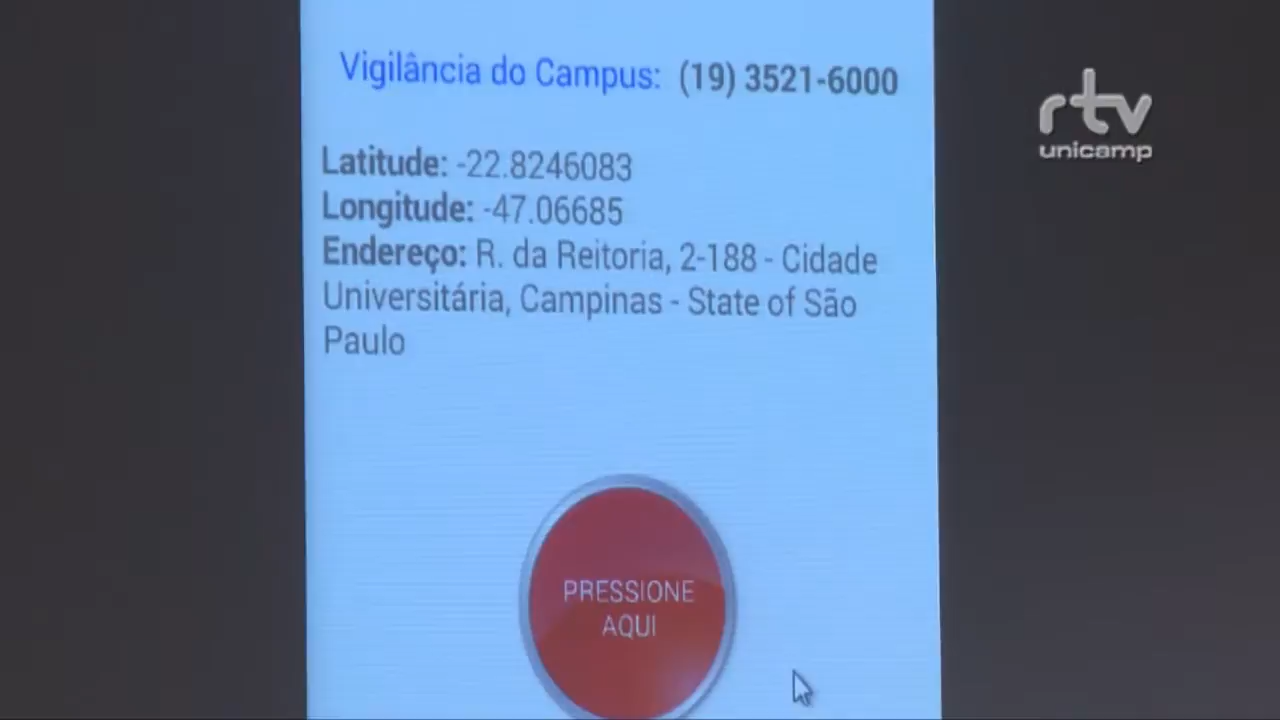 Vigilância do Campus: (19) 3521-6000
rtv
unicamp
Latitude: -22.8246083
Longitude: -47.06685
Endereço: R. da Reitoria, 2-188 - Cidade
Universitária, Campinas - State of São
Paulo
PRESSIONE
AQUI